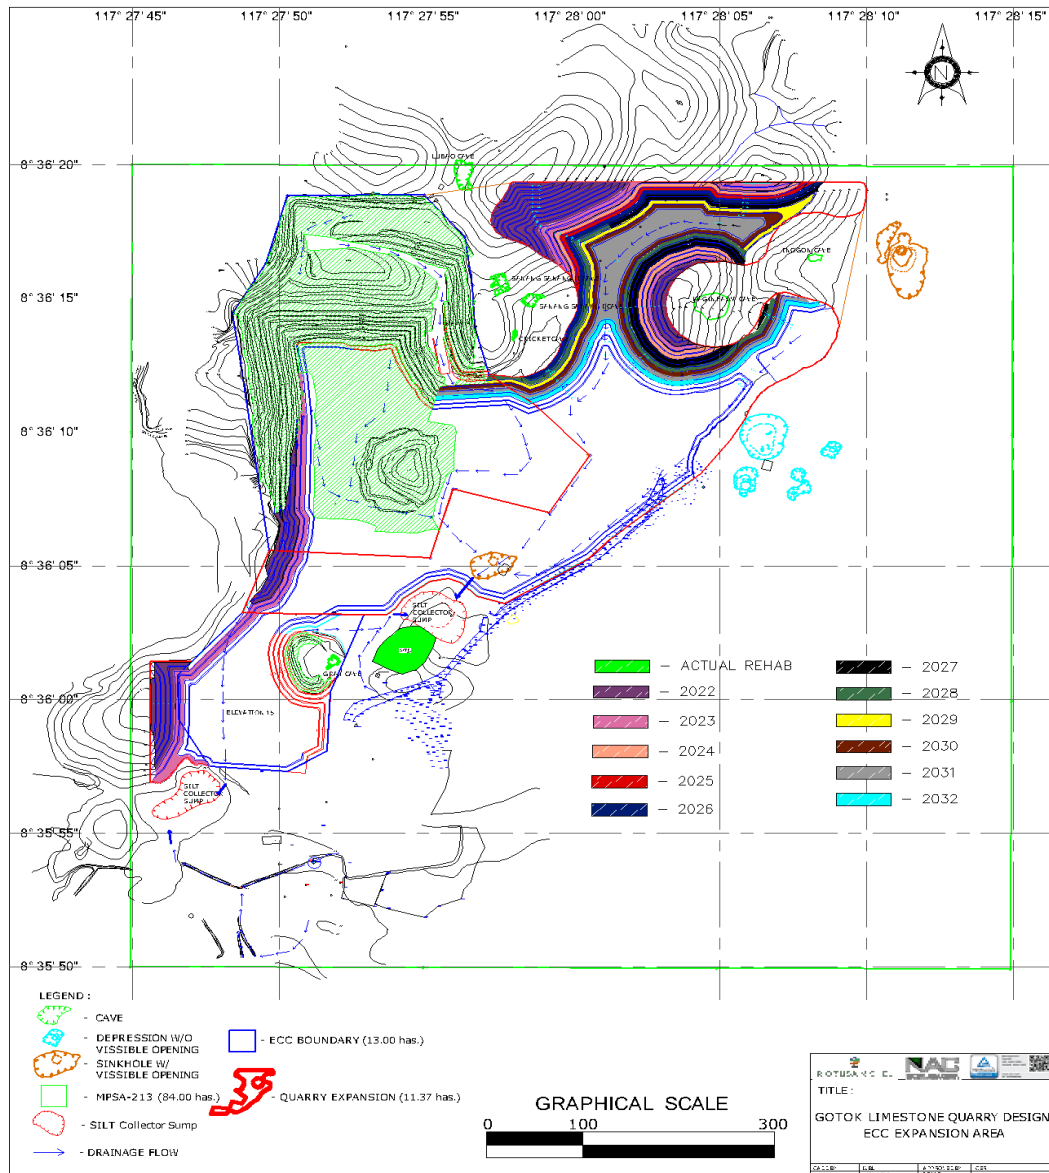 117° 27' 45"
117° 27' 50"
117° 27' 55"
117° 28' 00"
117° 28' 05"
117° 28' 10"
117° 28' 15"
N
8° 36' 20"
8° 36' 15"
8° 36' 10"
8° 36' 05"
8° 36' 00"
8° 35' 55"
8° 35' 50"
SILT
COLLECTOR
SUMP
GRAY CAVE
ELEVATION 15
SILT
COLLECTOR
SUMP
- ACTUAL REHAB
- 2022
- 2023
- 2024
- 2025
- 2026
- 2027
- 2028
- 2029
- 2030
- 2031
- 2032
LEGEND :
- CAVE
- DEPRESSION W/O
VISSIBLE OPENING
- SINKHOLE W/
VISSIBLE OPENING
- MPSA-213 (84.00 has.)
- SILT Collector Sump
- DRAINAGE FLOW
- ECC BOUNDARY (13.00 has.)
- QUARRY EXPANSION (11.37 has.)
GRAPHICAL SCALE
0 100 300
TITLE :
GOTOK LIMESTONE QUARRY DESIGN
ECC EXPANSION AREA